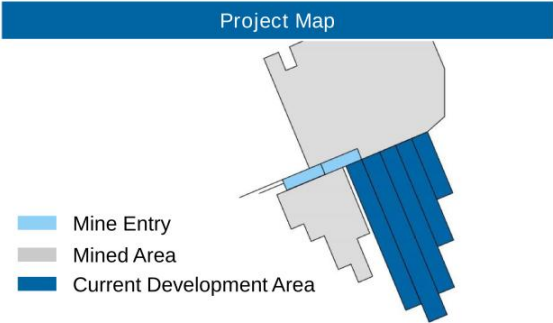 Project Map
Mine Entry
Mined Area
Current Development Area